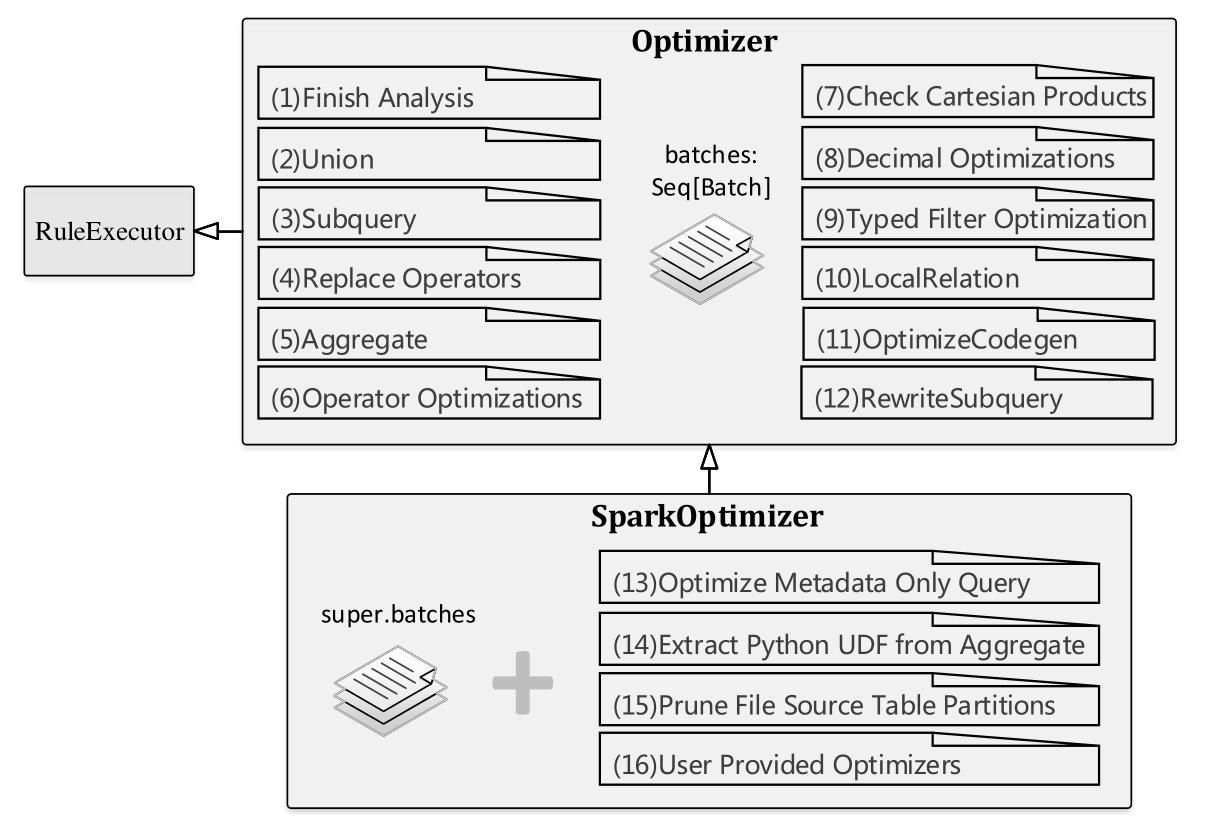 Optimizer
(1)Finish Analysis
(2)Union
(3)Subquery
(4)Replace Operators
(5)Aggregate
(6)Operator Optimizations
batches:
Seq[Batch]
(7)Check Cartesian Products
(8)Decimal Optimizations
(9)Typed Filter Optimization
(10)LocalRelation
(11)OptimizeCodegen
(12)RewriteSubquery
RuleExecutor
SparkOptimizer
super.batches
(13)Optimize Metadata Only Query
(14)Extract Python UDF from Aggregate
(15)Prune File Source Table Partitions
(16)User Provided Optimizers